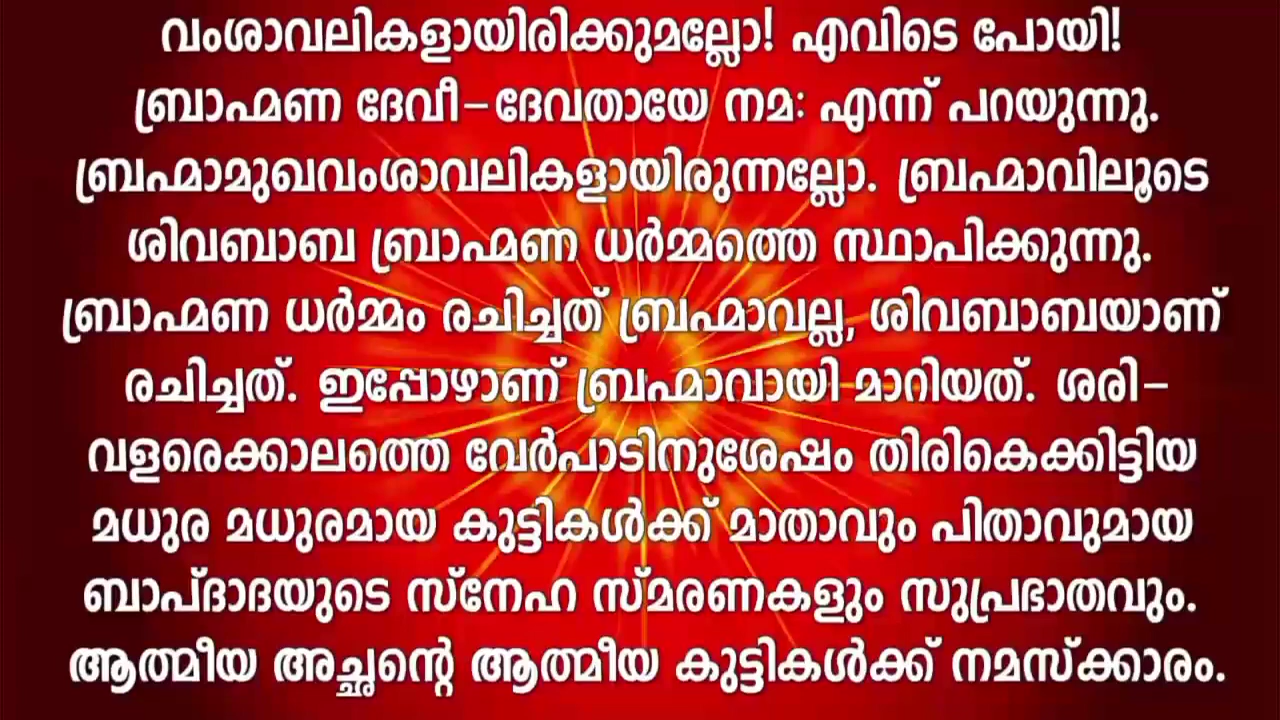 വംശാവലികളായിരിക്കുമല്ലോ! എവിടെ പോയി!
ബ്രാഹ്മണ ദേവീ-ദേവതായേ നമഃ എന്ന് പറയുന്നു.
ബ്രഹ്മാമുഖവംശാവലികളായിരുന്നല്ലോ. ബ്രഹ്മാവിലൂടെ
ശിവബാബ ബ്രാഹ്മണ ധർമ്മത്തെ സ്ഥാപിക്കുന്നു.
ബ്രാഹ്മണ ധർമ്മം രചിച്ചത് ബ്രഹ്മാവല്ല, ശിവബാബയാണ്
രചിച്ചത്. ഇപ്പോഴാണ് ബ്രഹ്മാവായി മാറിയത്. ശരി-
വളരെക്കാലത്തെ വേർപാടിനുശേഷം തിരികെക്കിട്ടിയ
മധുര മധുരമായ കുട്ടികൾക്ക് മാതാവും പിതാവുമായ
ബാപ്ദാദയുടെ സ്നേഹ സ്മരണകളും സുപ്രഭാതവും.
ആത്മീയ അച്ഛന്റെ ആത്മീയ കുട്ടികൾക്ക് നമസ്ക്കാരം.